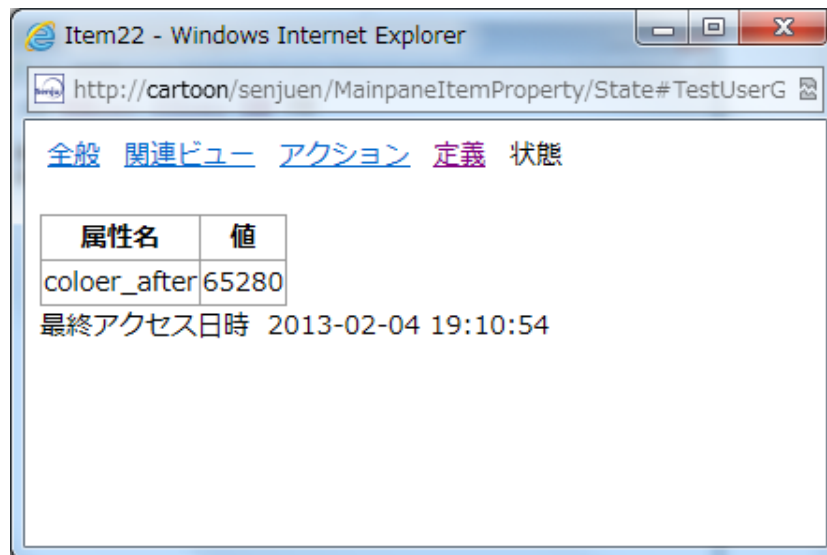 Item22 - Windows Internet Explorer
http://cartoon/senjuen/MainpaneItemProperty/State#TestUserG
全般 関連ビュー アクション 定義 状態
属性名 値
coloer_after 65280
最終アクセス日時 2013-02-04 19:10:54